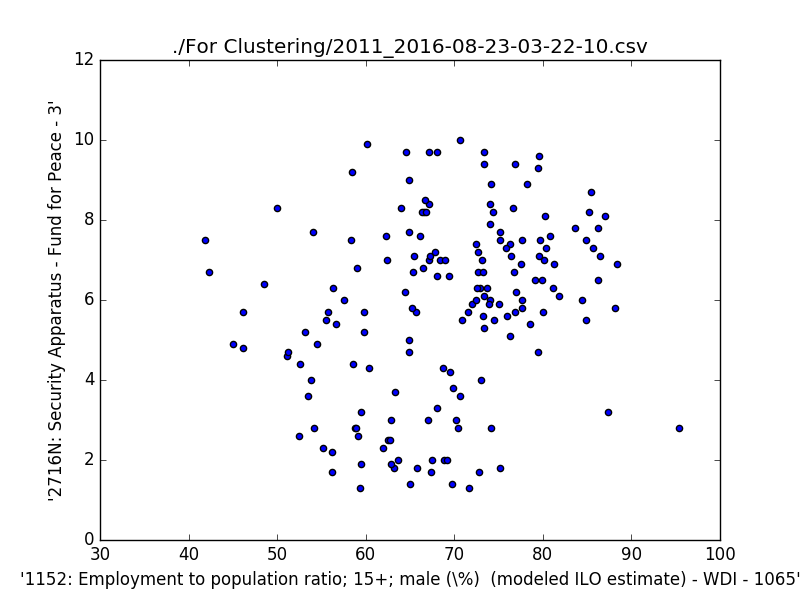 ./For Clustering/2011_2016-08-23-03-22-10.csv
'2716N: Security Apparatus - Fund for Peace - 3'
12
10
8
6
4
2
0
30 40 50 60 70 80 90 100
'1152: Employment to population ratio; 15+; male (\%)  (modeled ILO estimate) - WDI - 1065'